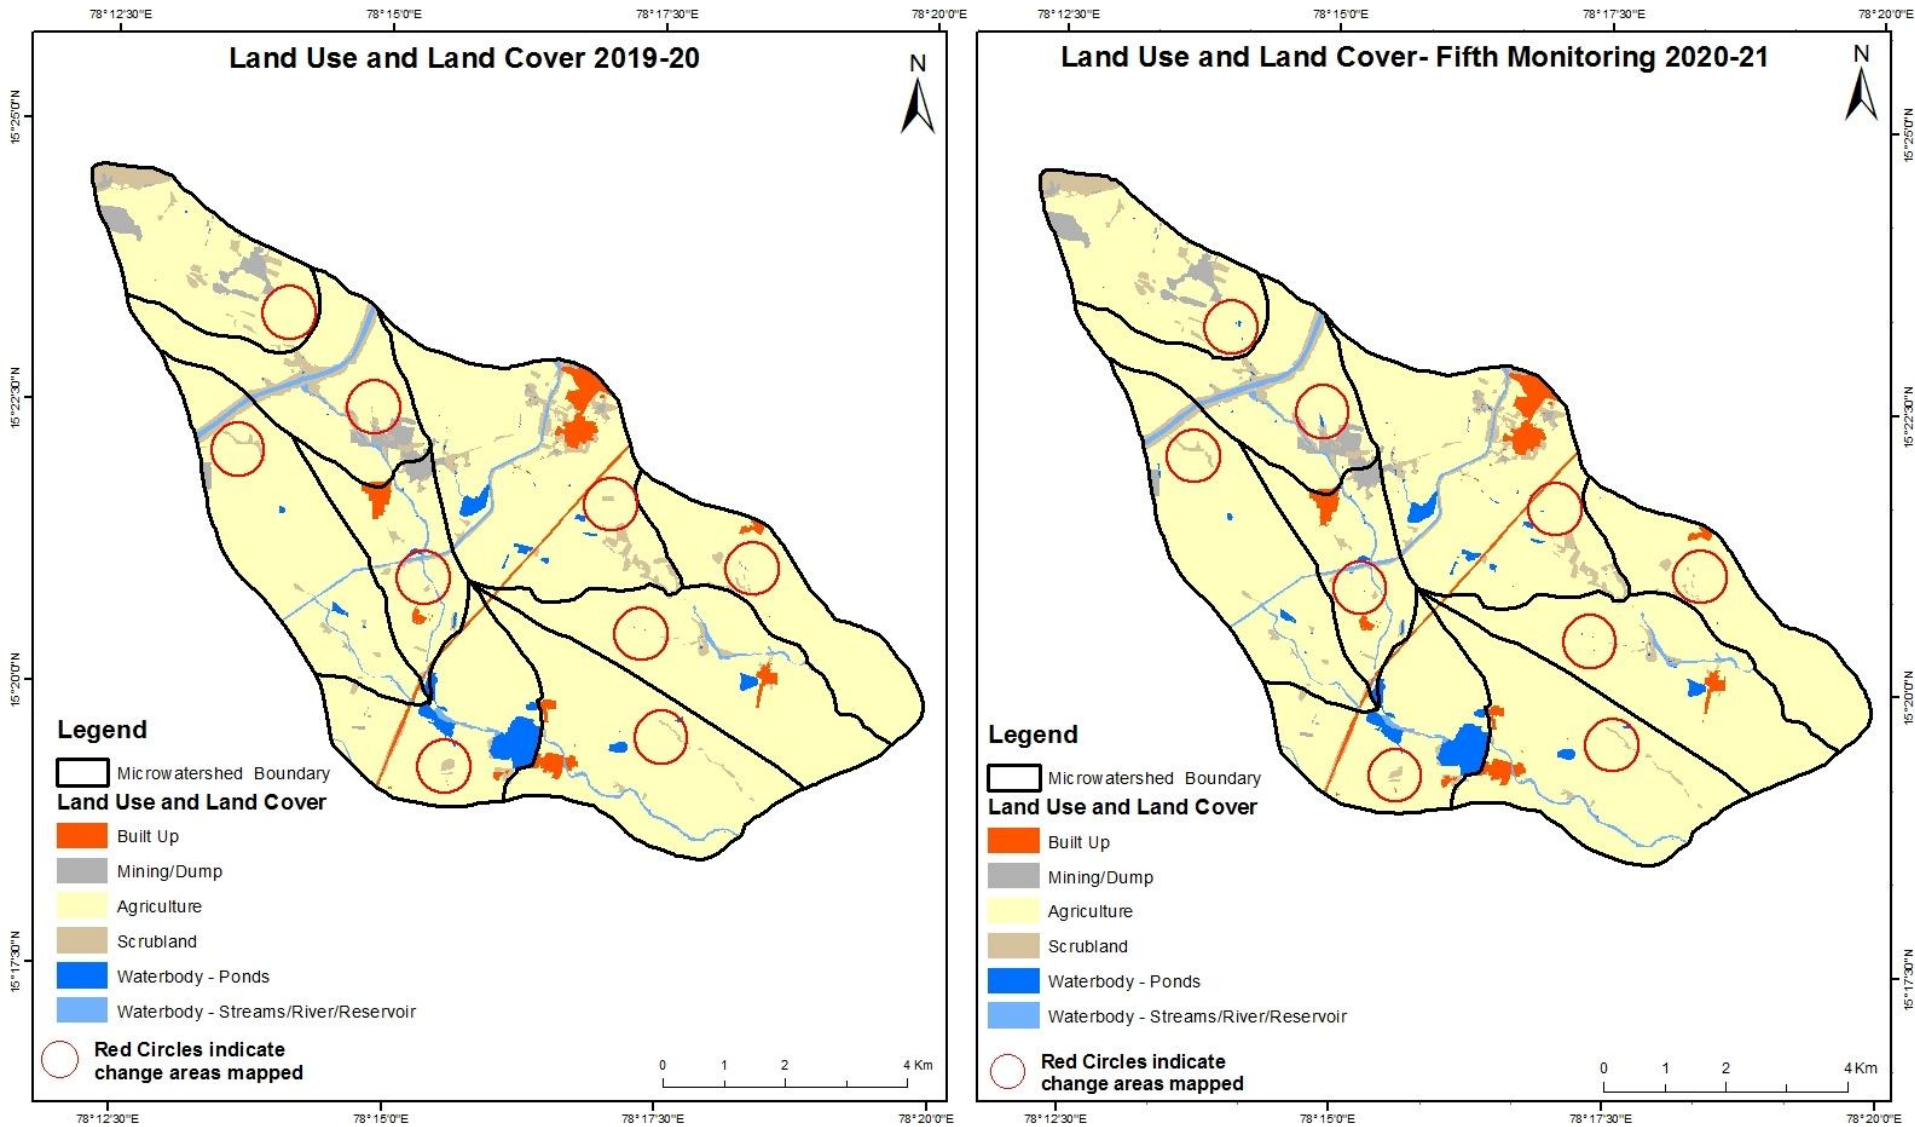 78°12'30"E 78°15'0"E 78°17'30"E 78°20'0"E
Land Use and Land Cover 2019-20
N
15°25'0"N
15°22'30"N
15°20'0"N
15°17'30"N
Legend
Microwatershed Boundary
Land Use and Land Cover
Built Up
Mining/Dump
Agriculture
Scrubland
Waterbody - Ponds
Waterbody - Streams/River/Reservoir
Red Circles indicate
change areas mapped
0 1 2 4 Km
78°12'30"E 78°15'0"E 78°17'30"E 78°20'0"E
78°12'30"E 78°15'0"E 78°17'30"E 78°20'0"E
Land Use and Land Cover- Fifth Monitoring 2020-21
N
15°25'0"N
15°22'30"N
15°20'0"N
15°17'30"N
Legend
Microwatershed Boundary
Land Use and Land Cover
Built Up
Mining/Dump
Agriculture
Scrubland
Waterbody - Ponds
Waterbody - Streams/River/Reservoir
Red Circles indicate
change areas mapped
0 1 2 4 Km
78°12'30"E 78°15'0"E 78°17'30"E 78°20'0"E